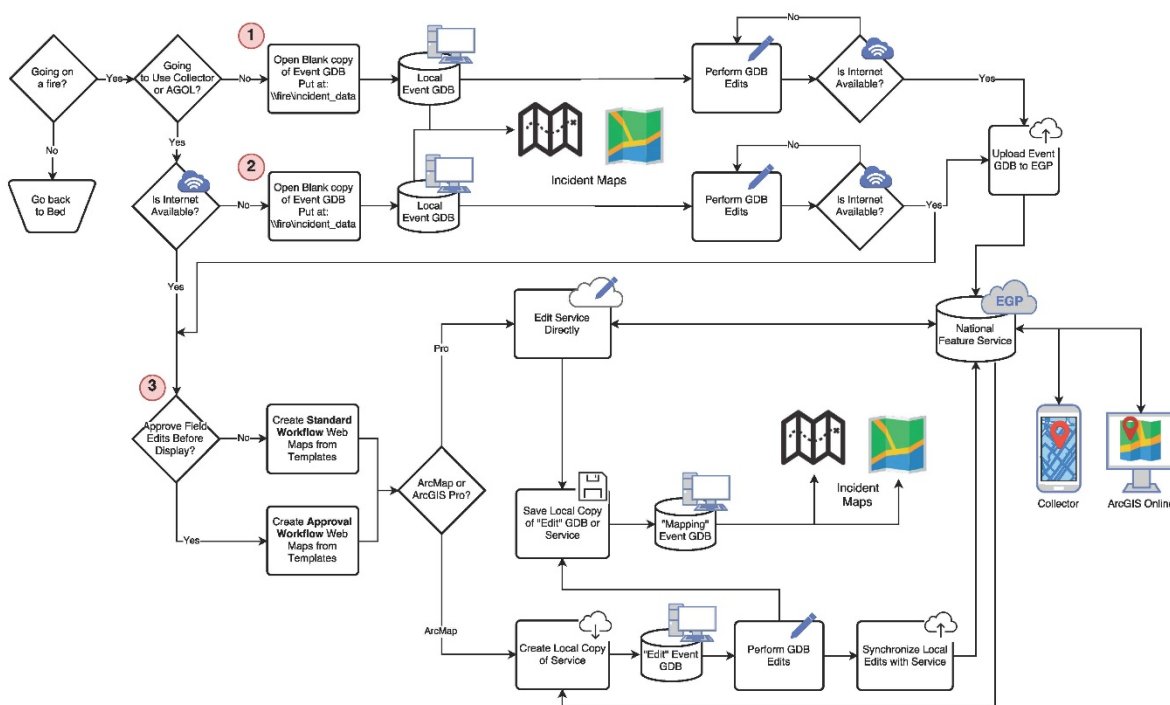 Going on
a fire?
Yes
No
Go back
to Bed
Going
to Use Collector
or AGOL?
No
Yes
1
Open Blank copy
of Event GDB
Put at:
\\fire\incident_data
Local
Event GDB
Perform GDB
Edits
No
Is Internet
Available?
Yes
Upload Event
GDB to EGP
Incident Maps
Is Internet
Available?
No
Yes
2
Open Blank copy
of Event GDB
Put at:
\\fire\incident_data
Local
Event GDB
Perform GDB
Edits
No
Is Internet
Available?
Yes
EGP
National
Feature Service
Edit Service
Directly
Pro
3
Approve Field
Edits Before
Display?
No
Yes
Create Standard
Workflow Web
Maps from
Templates
Create Approval
Workflow Web
Maps from
Templates
ArcMap or
ArcGIS Pro?
ArcMap
Save Local Copy
of "Edit" GDB or
Service
"Mapping"
Event GDB
Incident
Maps
Collector
ArcGIS Online
Create Local Copy
of Service
"Edit" Event
GDB
Perform GDB
Edits
Synchronize Local
Edits with Service